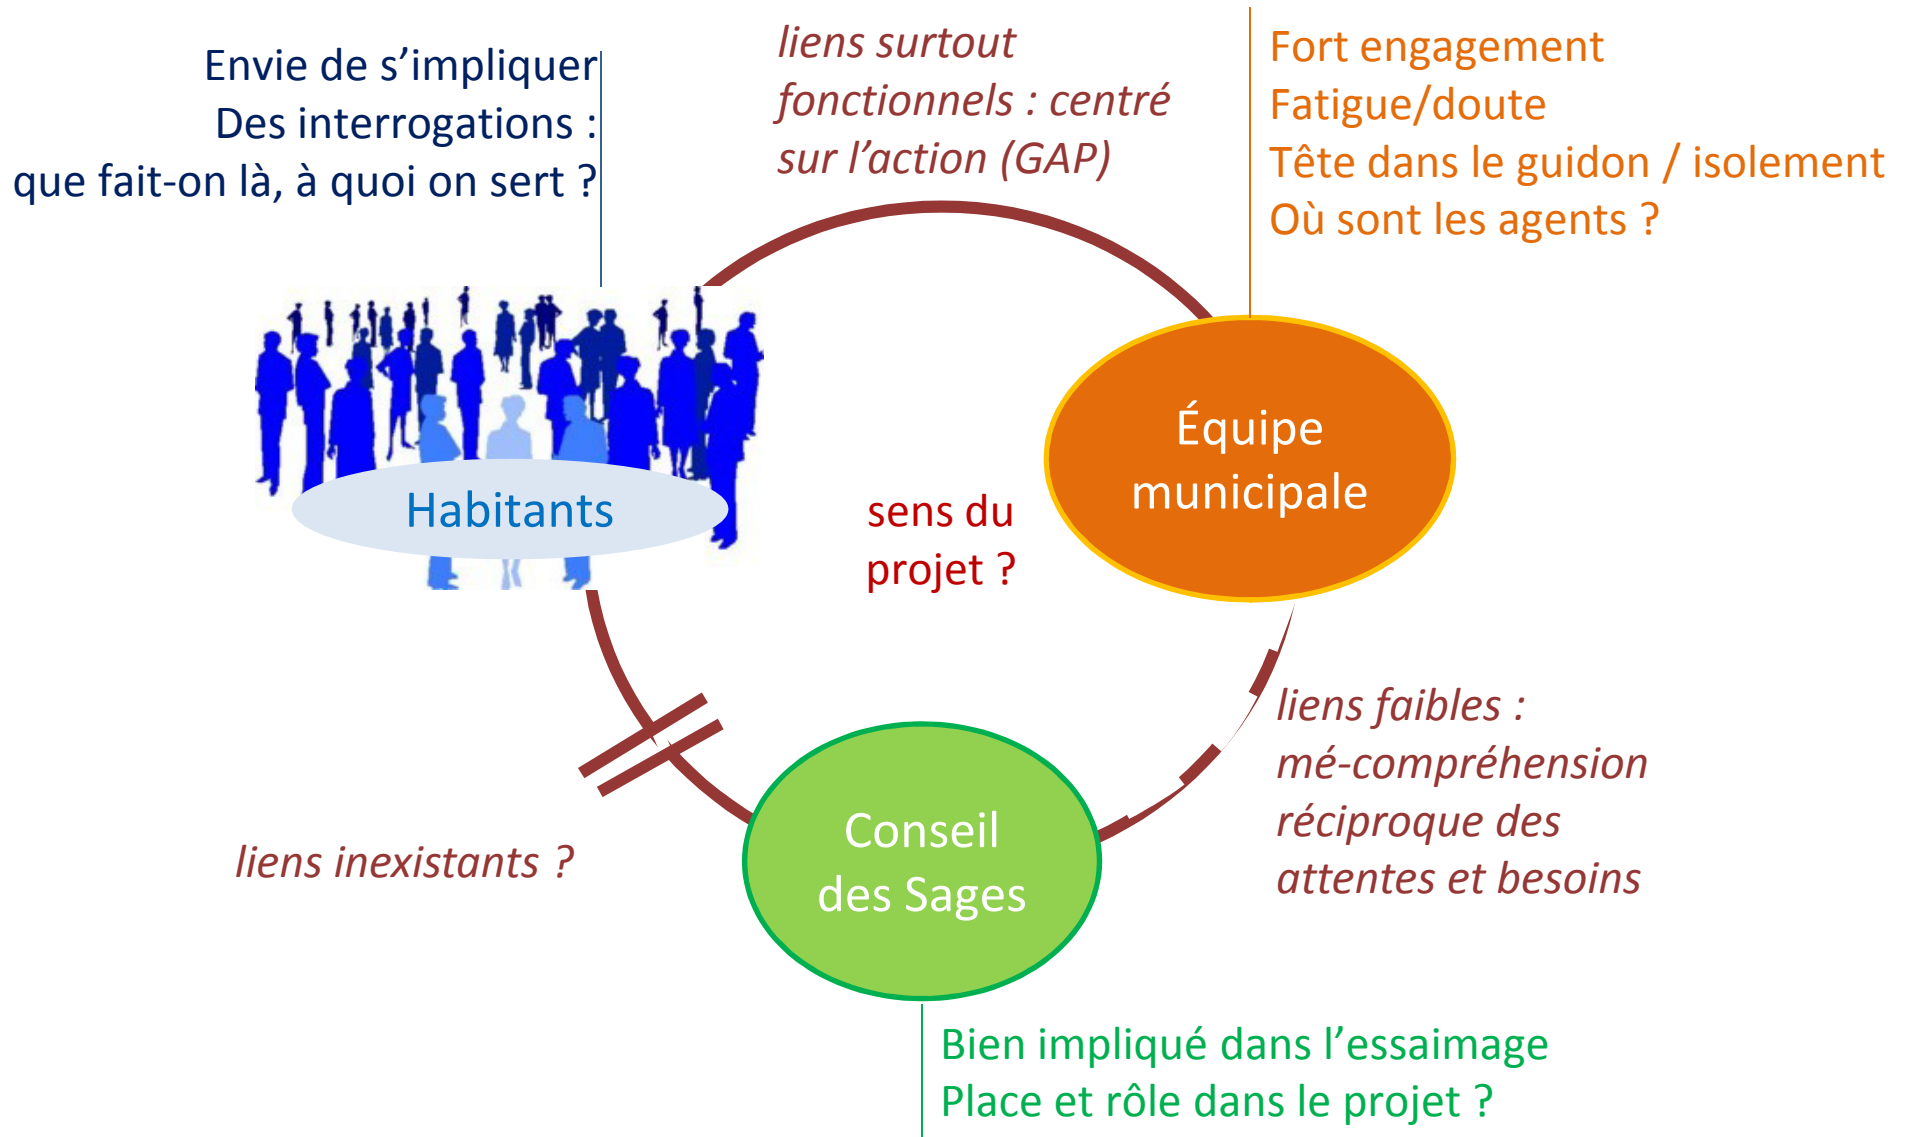 Envie de s’impliquer
Des interrogations :
que fait-on là, à quoi on sert ?
liens surtout
fonctionnels : centré
sur l’action (GAP)
Fort engagement
Fatigue/doute
Tête dans le guidon / isolement
Où sont les agents ?
Habitants
Équipe
municipale
sens du
projet ?
liens faibles :
mé-compréhension
réciproque des
attentes et besoins
liens inexistants ?
Conseil
des Sages
Bien impliqué dans l’essaimage
Place et rôle dans le projet ?